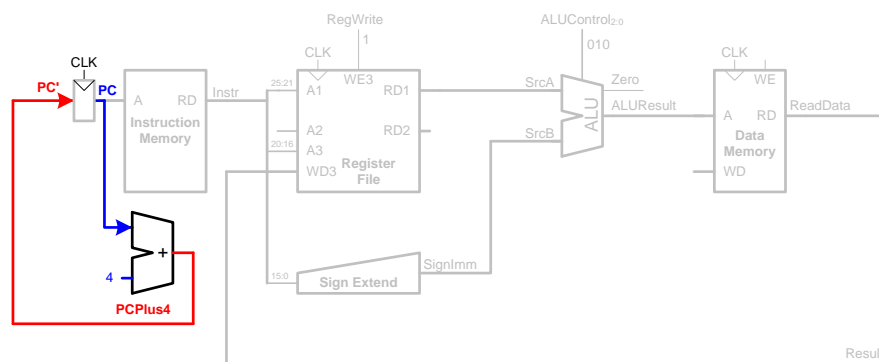 RegWrite
ALUControl2:0
CLK
CLK
1
010
CLK
PC'
PC
A
RD
Instr
25:21
A1
WE3
RD1
SrcA
Zero
WE
Instruction
Memory
A2
RD2
SrcB
ALU
ALUResult
A
RD
ReadData
20:16
A3
Data
Memory
WD3
Register
File
WD
+
4
PCPlus4
15:0
Sign Extend
SignImm
Resul